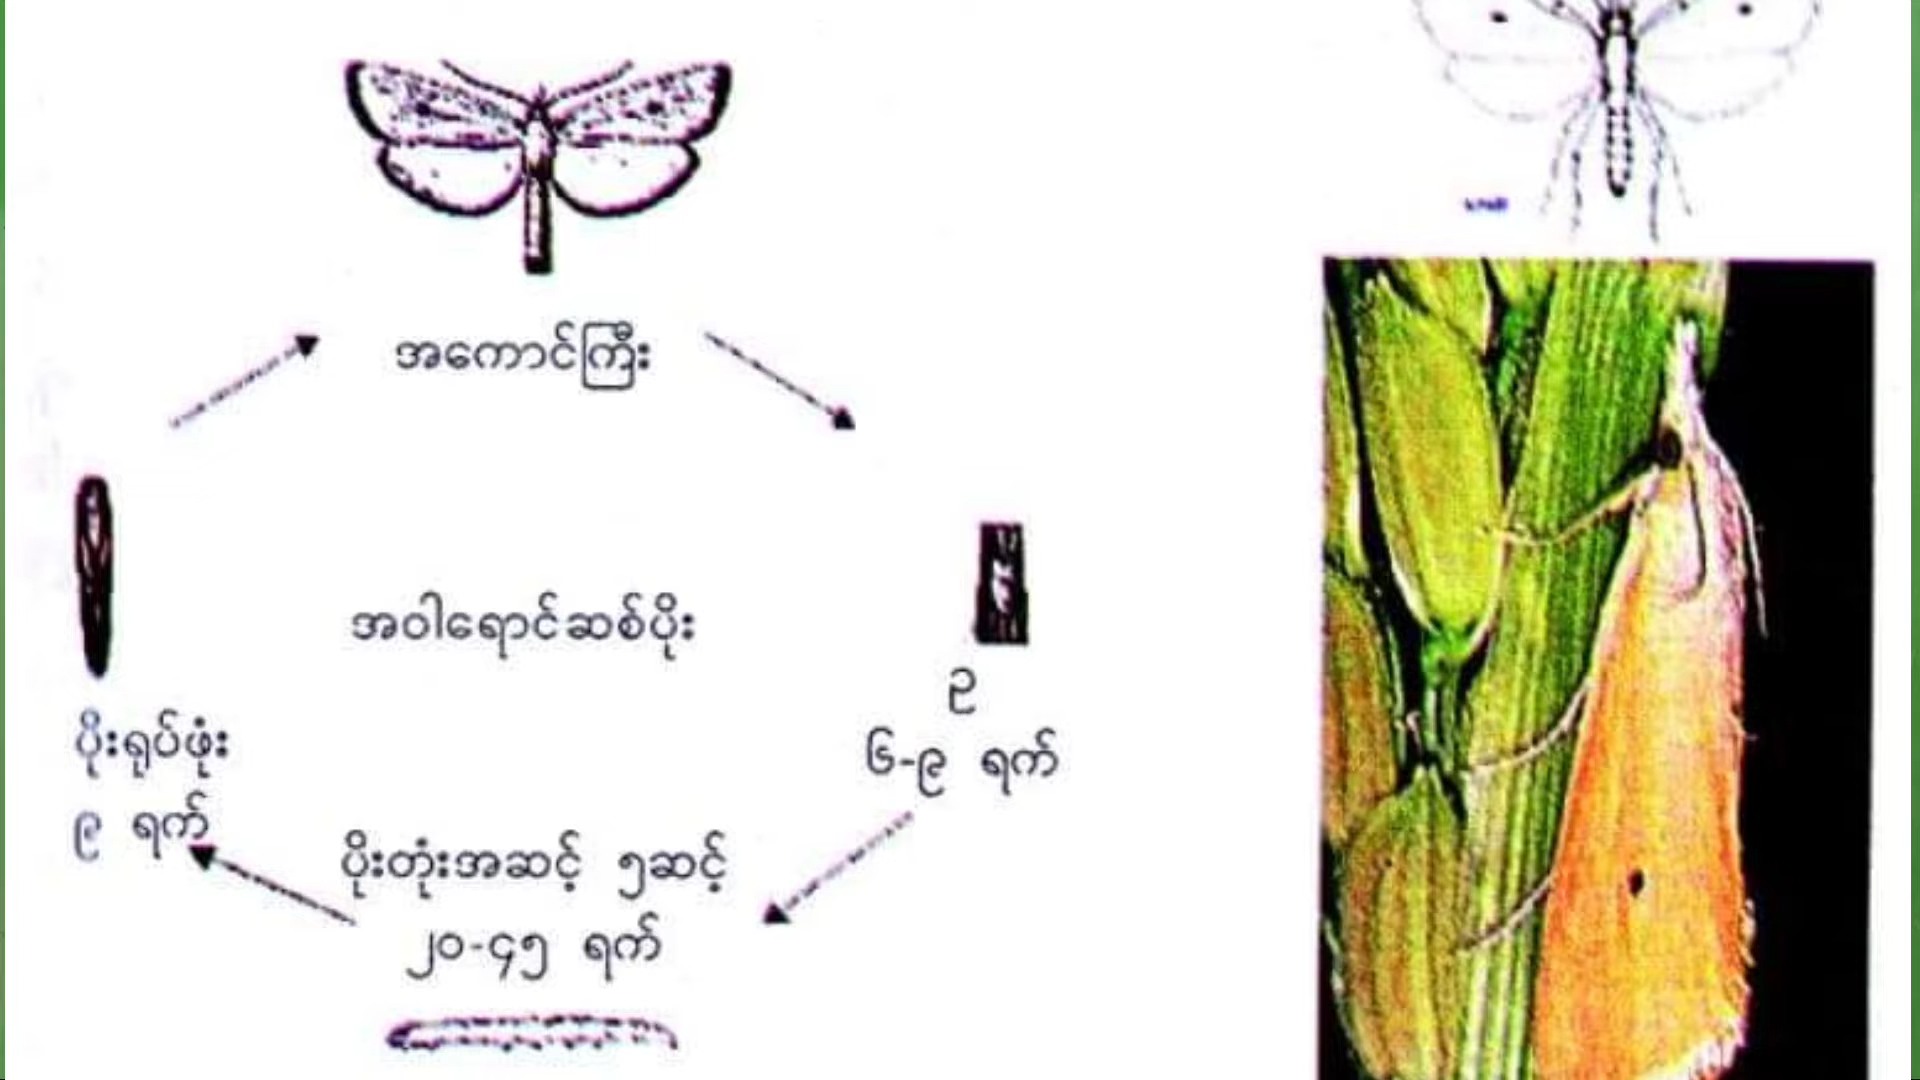 အကောင်ကြီး
အဝါရောင်ဆစ်ပိုး
ဥ
၆-၉ ရက်
ပိုးရုပ်ဖုံး
၉ ရက်
ပိုးတုံးအဆင့် ၅ဆင့်
၂၀-၄၅ ရက်